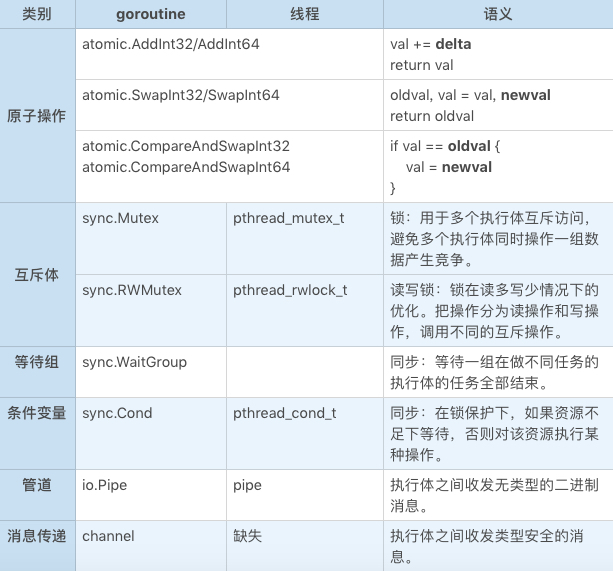 类别 goroutine 线程 语义
原子操作
atomic.AddInt32/AddInt64
val += delta
return val
atomic.SwapInt32/SwapInt64
oldval, val = val, newval
return oldval
atomic.CompareAndSwapInt32
atomic.CompareAndSwapInt64
if val == oldval {
val = newval
}
互斥体
sync.Mutex pthread_mutex_t
锁：用于多个执行体互斥访问，
避免多个执行体同时操作一组数
据产生竞争。
sync.RWMutex pthread_rwlock_t
读写锁：锁在读多写少情况下的
优化。把操作分为读操作和写操
作，调用不同的互斥操作。
等待组 sync.WaitGroup
同步：等待一组在做不同任务的
执行体的任务全部结束。
条件变量 sync.Cond pthread_cond_t
同步：在锁保护下，如果资源不
足下等待，否则对该资源执行某
种操作。
管道 io.Pipe pipe
执行体之间收发无类型的二进制
消息。
消息传递 channel 缺失
执行体之间收发类型安全的消
息。